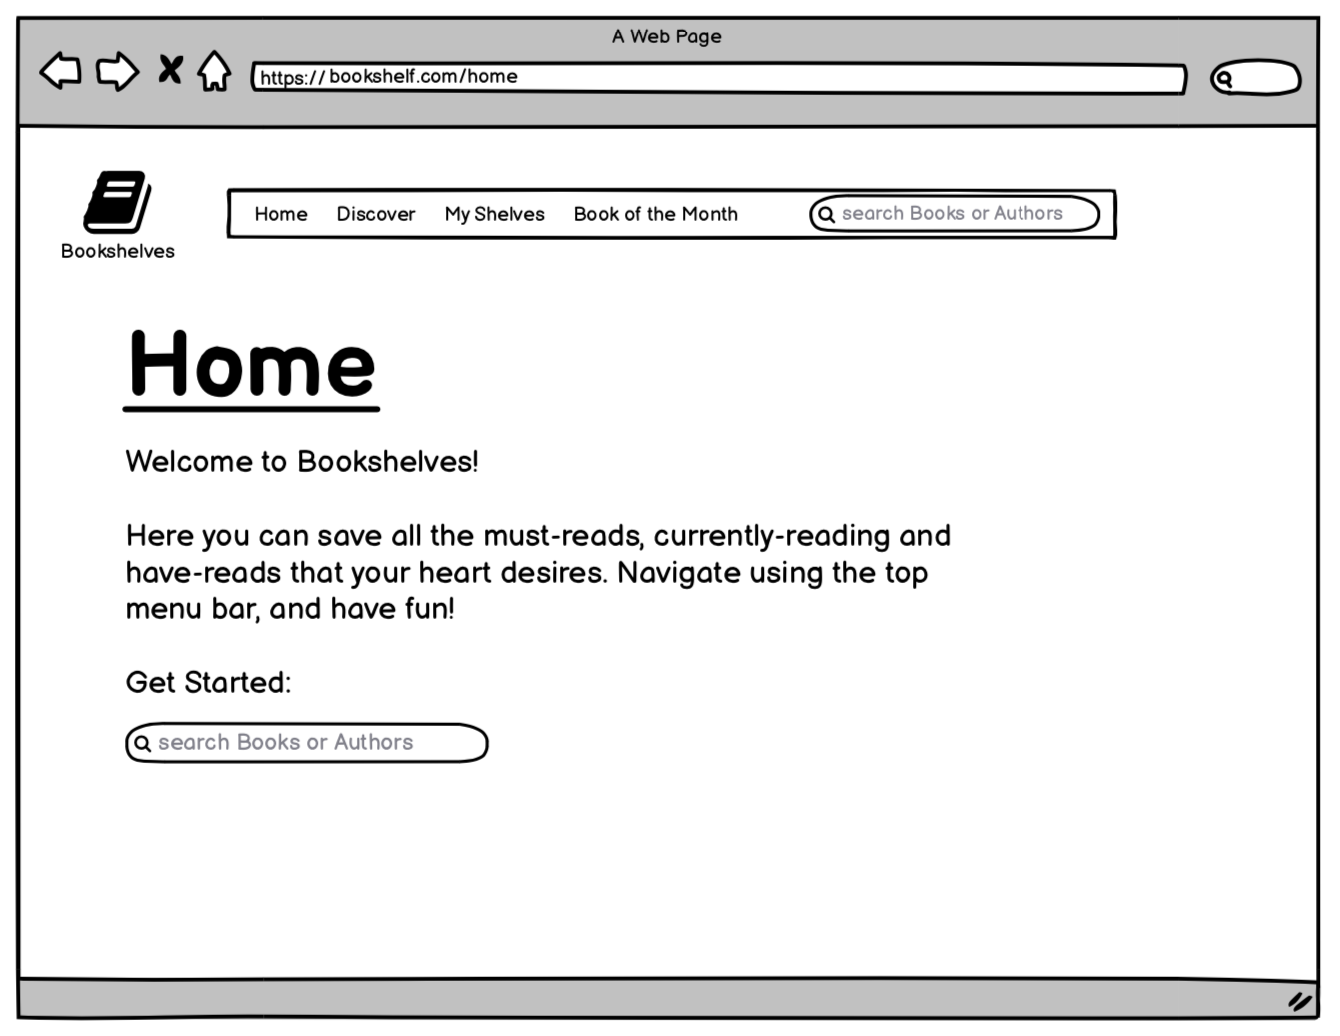 A Web Page
https:// bookshelf.com/home
Home Discover My Shelves Book of the Month search Books or Authors
Bookshelves
Home
Welcome to Bookshelves!
Here you can save all the must-reads, currently-reading and
have-reads that your heart desires. Navigate using the top
menu bar, and have fun!
Get Started:
search Books or Authors